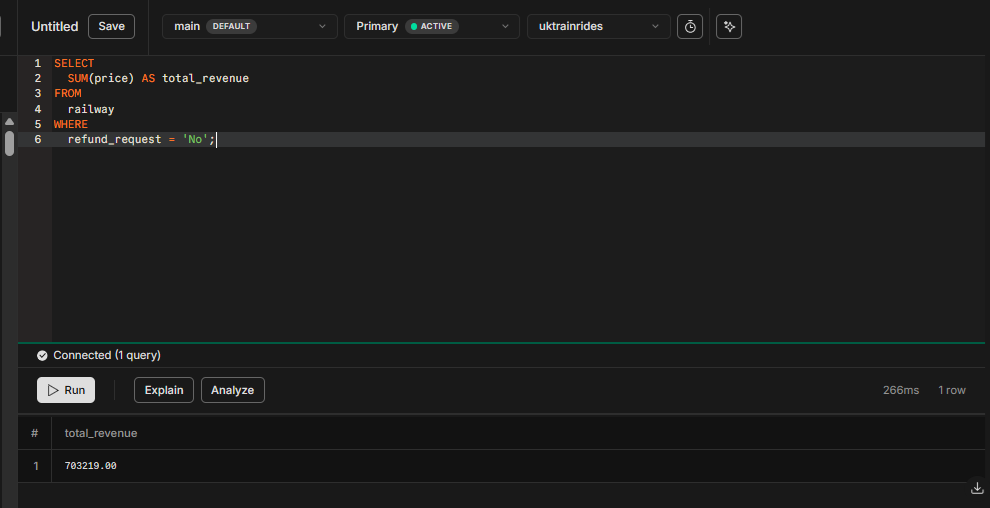 Untitled Save main DEFAULT Primary ACTIVE uktrainrides
1 SELECT
2 SUM(price) AS total_revenue
3 FROM
4 railway
5 WHERE
6 refund_request = 'No';
Connected (1 query)
Run Explain Analyze 266ms 1 row
# total_revenue
1 703219.00